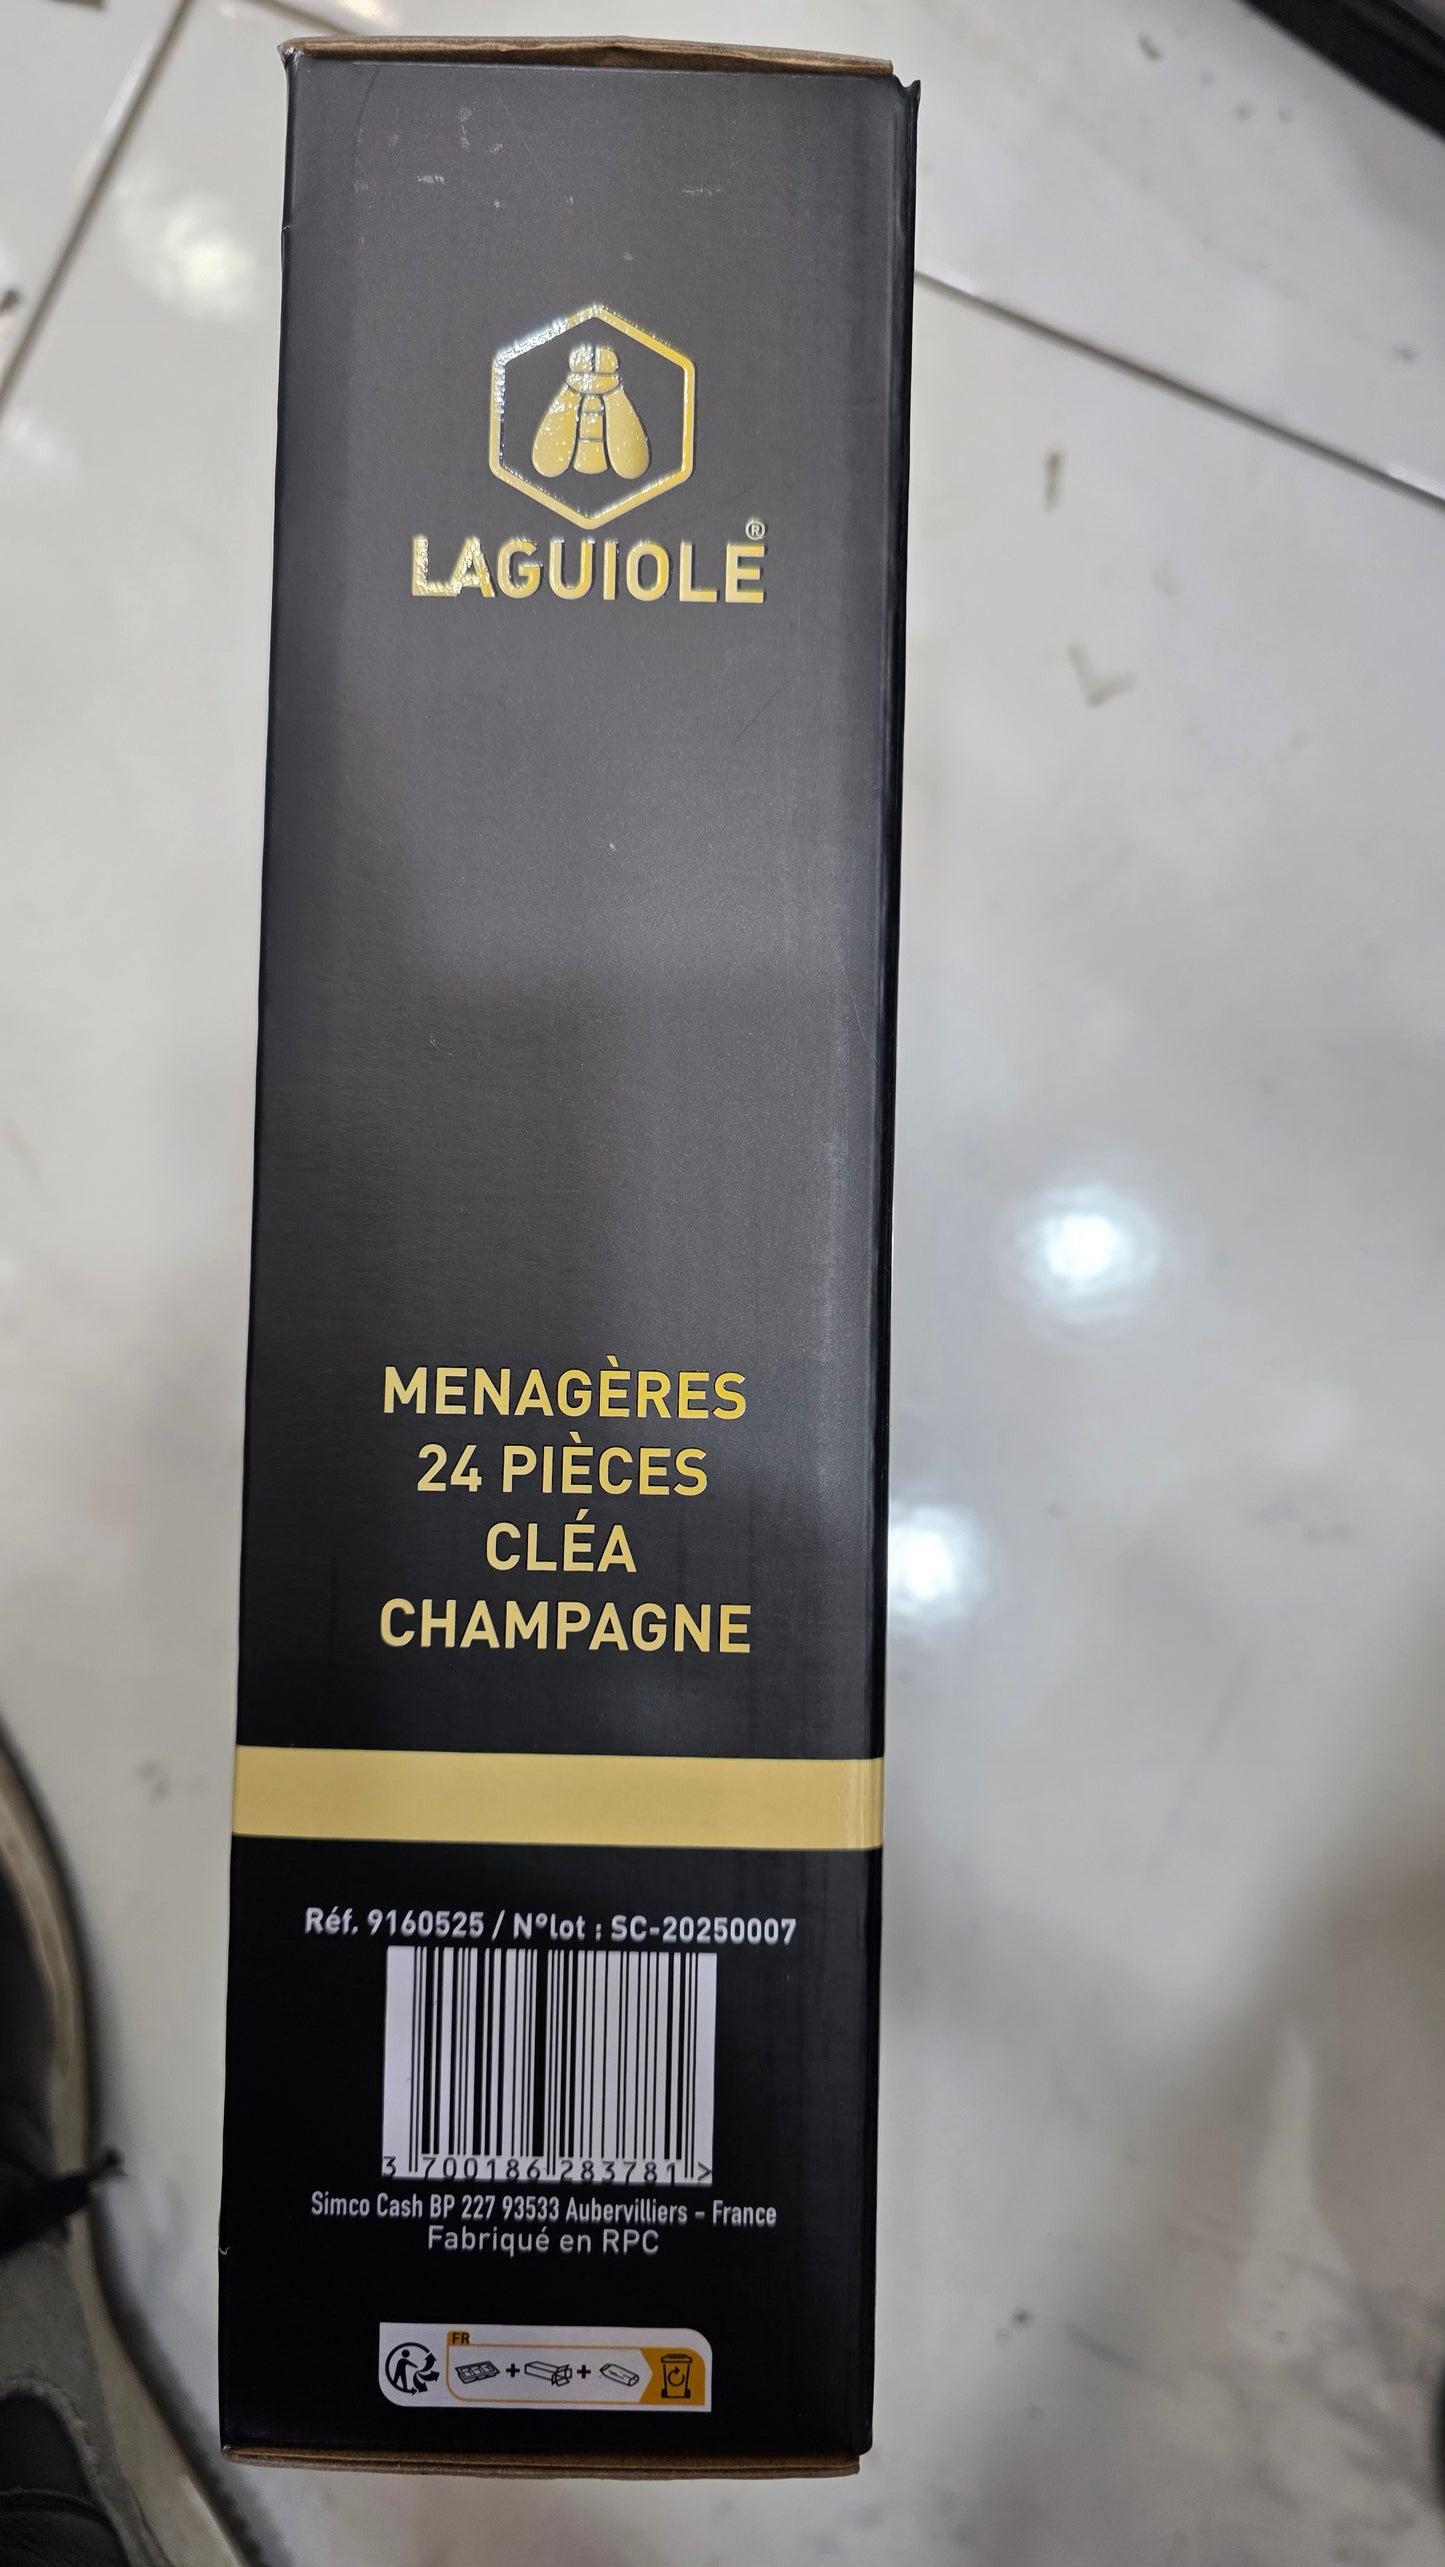 LAGUIOLE®
MENAGÈRES
24 PIÈCES
CLÉA
CHAMPAGNE
Réf. 9160525 / N°lot : SC-20250007
3 700186 283781 >
Simco Cash BP 227 93533 Aubervilliers - France
Fabriqué en RPC
FR